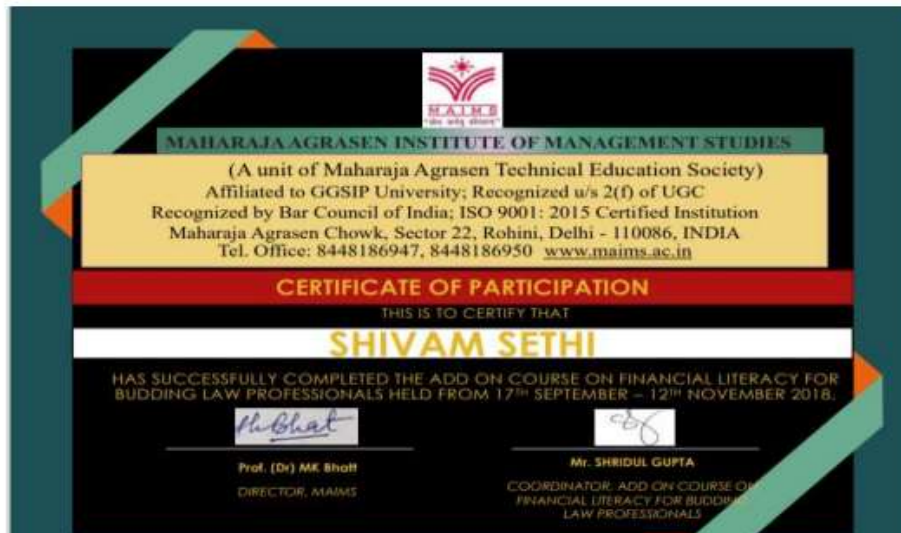 MAIMS
MAHARAJA AGRASEN INSTITUTE OF MANAGEMENT STUDIES
(A unit of Maharaja Agrasen Technical Education Society)
Affiliated to GGSIP University; Recognized u/s 2(f) of UGC
Recognized by Bar Council of India; ISO 9001: 2015 Certified Institution
Maharaja Agrasen Chowk, Sector 22, Rohini, Delhi - 110086, INDIA
Tel. Office: 8448186947, 8448186950 www.maims.ac.in
CERTIFICATE OF PARTICIPATION
THIS IS TO CERTIFY THAT
SHIVAM SETHI
HAS SUCCESSFULLY COMPLETED THE ADD ON COURSE ON FINANCIAL LITERACY FOR
BUDDING LAW PROFESSIONALS HELD FROM 17TH SEPTEMBER – 12TH NOVEMBER 2018.
Prof. (Dr) MK Bhatt
DIRECTOR, MAIMS
Mr. SHRIDUL GUPTA
COORDINATOR, ADD ON COURSE ON
FINANCIAL LITERACY FOR BUDDING
LAW PROFESSIONALS